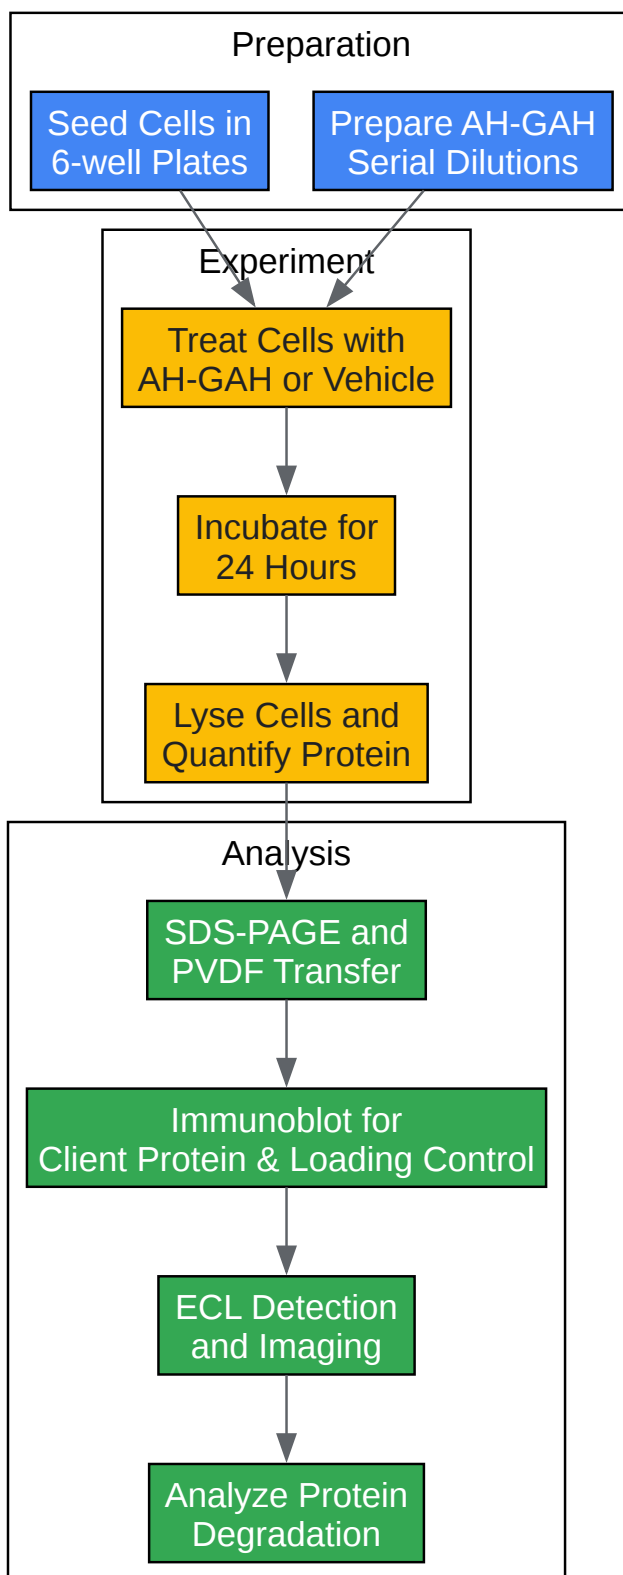 Preparation
Seed Cells in
6-well Plates
Prepare AH-GAH
Serial Dilutions
Experiment
Treat Cells with
AH-GAH or Vehicle
Incubate for
24 Hours
Lyse Cells and
Quantify Protein
Analysis
SDS-PAGE and
PVDF Transfer
Immunoblot for
Client Protein & Loading Control
ECL Detection
and Imaging
Analyze Protein
Degradation